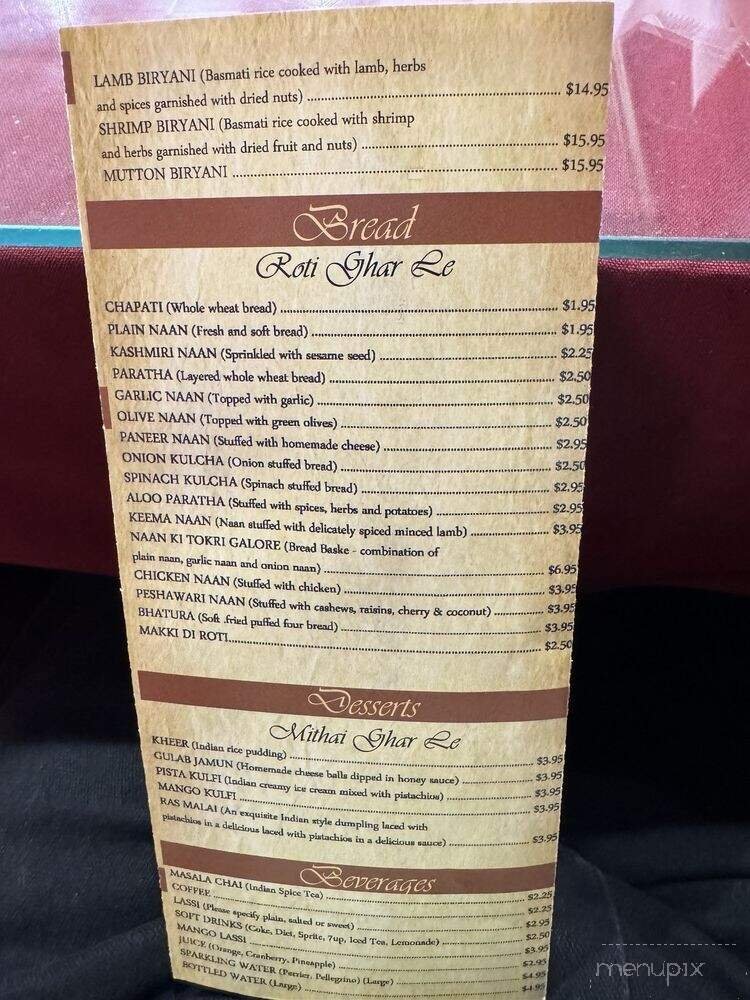 LAMB BIRYANI (Basmati rice cooked with lamb, herbs
and spices garnished with dried nuts) ........ $14.95
SHRIMP BIRYANI (Basmati rice cooked with shrimp
and herbs garnished with dried fruit and nuts) ........ $15.95
MUTTON BIRYANI ........ $15.95
Bread
Roti Ghar Le
CHAPATI (Whole wheat bread) ........ $1.95
PLAIN NAAN (Fresh and soft bread) ........ $1.95
KASHMIRI NAAN (Sprinkled with sesame seed) ........ $2.25
PARATHA (Layered whole wheat bread) ........ $2.50
GARLIC NAAN (Topped with garlic) ........ $2.50
OLIVE NAAN (Topped with green olives) ........ $2.50
PANEER NAAN (Stuffed with homemade cheese) ........ $2.95
ONION KULCHA (Onion stuffed bread) ........ $2.50
SPINACH KULCHA (Spinach stuffed bread) ........ $2.95
ALOO PARATHA (Stuffed with spices, herbs and potatoes) ........ $2.95
KEEMA NAAN (Naan stuffed with delicately spiced minced lamb) ........ $3.95
NAAN KI TOKRI GALORE (Bread Baske - combination of
plain naan, garlic naan and onion naan) ........ $6.95
CHICKEN NAAN (Stuffed with chicken) ........ $3.95
PESHAWARI NAAN (Stuffed with cashews, raisins, cherry & coconut) ........ $3.95
BHATURA (Soft .fried puffed four bread) ........ $3.95
MAKKI DI ROTI ........ $2.50
Desserts
Mithai Ghar Le
KHEER (Indian rice pudding) ........ $3.95
GULAB JAMUN (Homemade cheese balls dipped in honey sauce) ........ $3.95
PISTA KULFI (Indian creamy ice cream mixed with pistachios) ........ $3.95
MANGO KULFI ........ $3.95
RAS MALAI (An exquisite Indian style dumpling laced with
pistachios in a delicious laced with pistachios in a delicious sauce) ........ $3.95
Beverages
MASALA CHAI (Indian Spice Tea) ........ $2.25
COFFEE ........ $2.25
LASSI (Please specify plain, salted or sweet) ........ $2.95
SOFT DRINKS (Coke, Diet, Sprite, 7up, Iced Tea, Lemonade) ........ $2.50
MANGO LASSI ........ $3.95
JUICE (Orange, Cranberry, Pineapple) ........ $2.95
SPARKLING WATER (Perrier, Pellegrino) (Large) ........ $4.95
BOTTLED WATER (Large) ........ $4.95
menupix